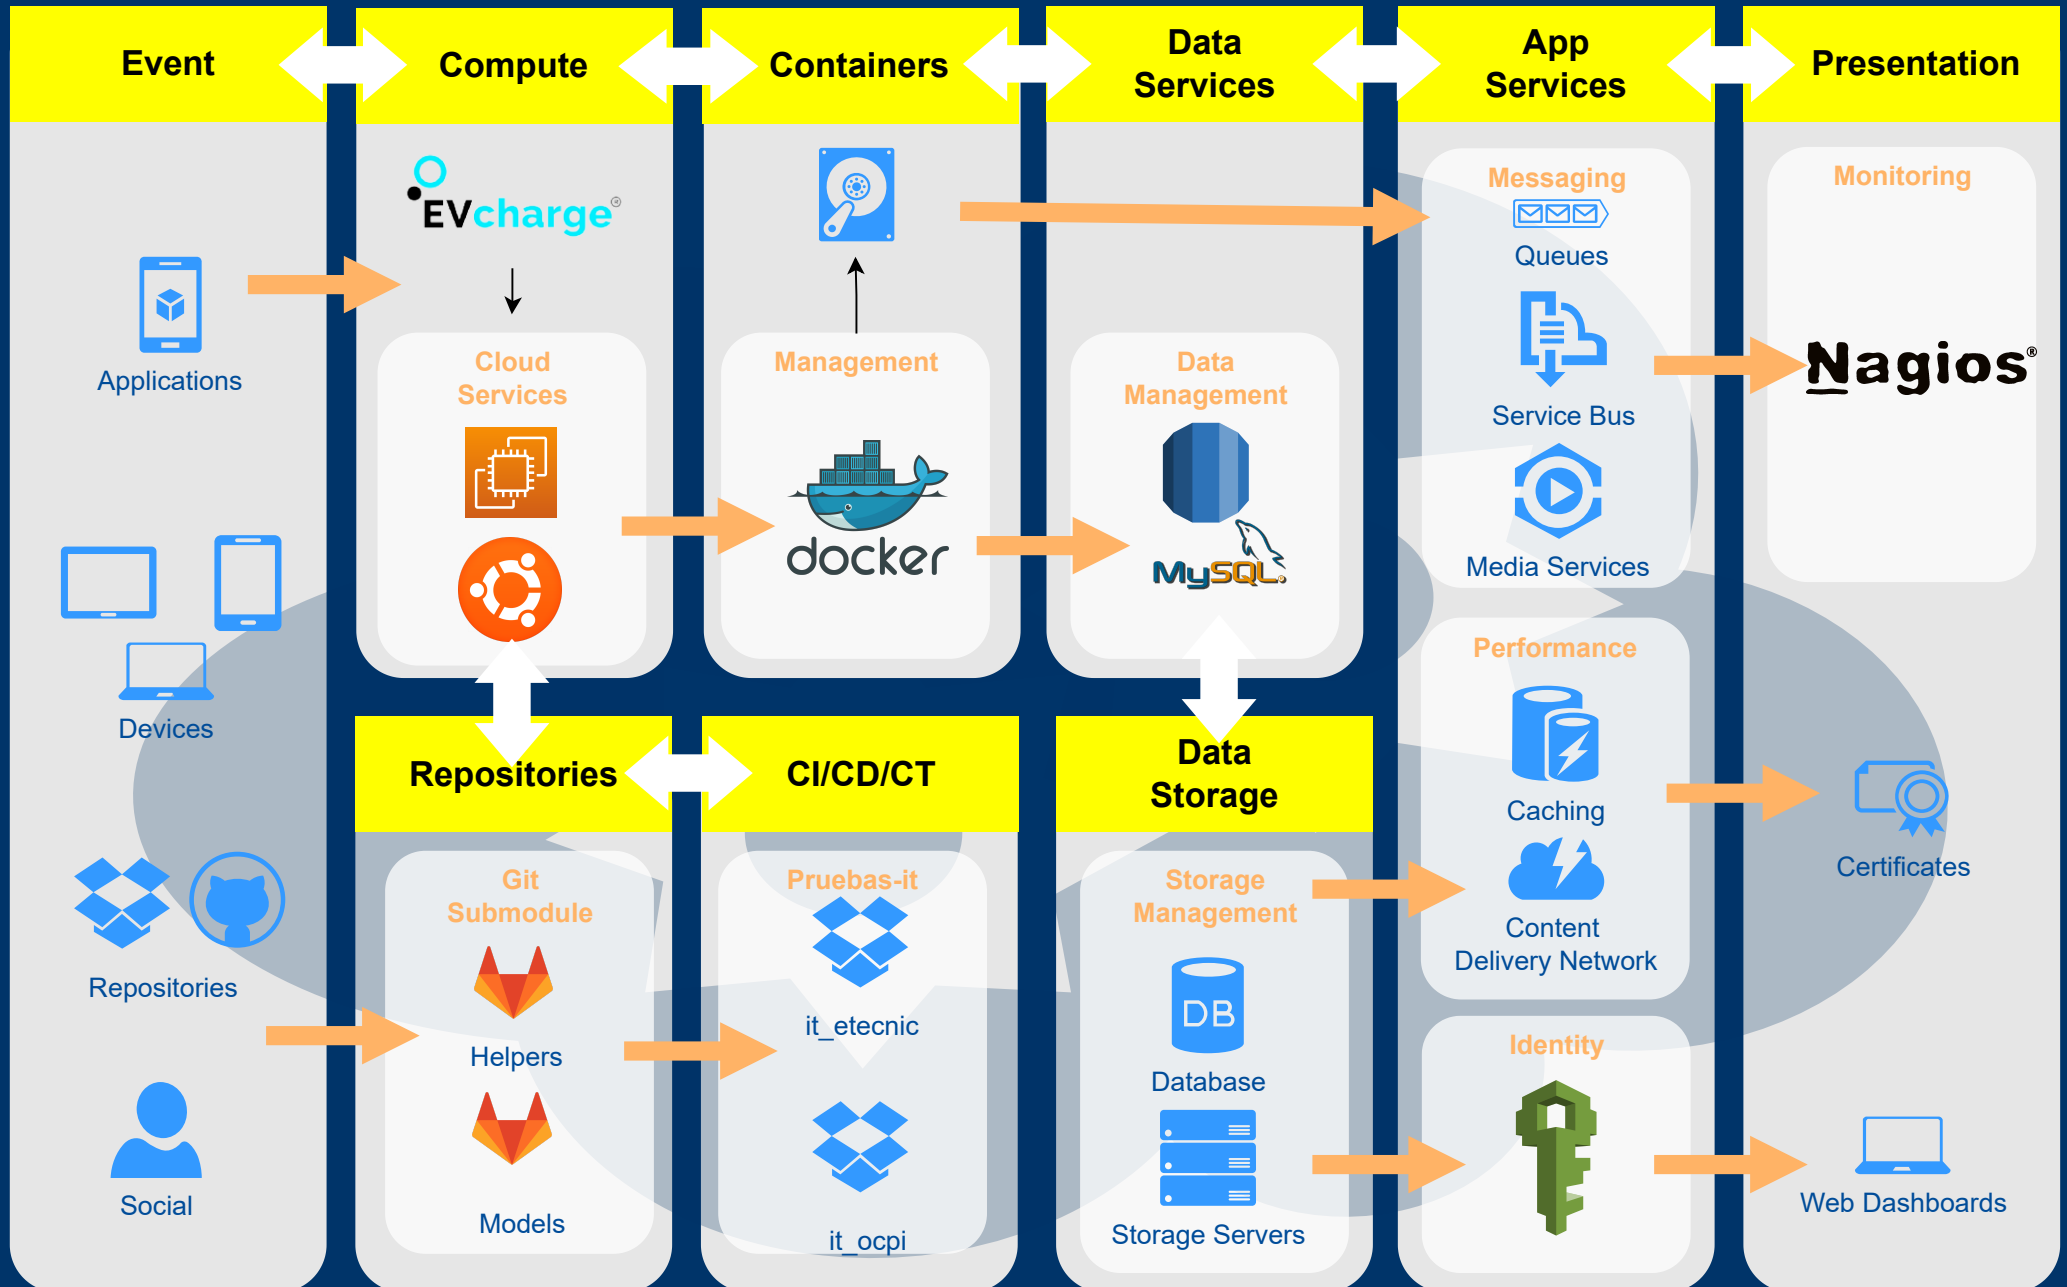 Event
Compute
Containers
Data
Services
App
Services
Presentation
Applications
Devices
Repositories
Social
EVcharge®
Cloud
Services
Management
docker
Data
Management
MySQL®
Messaging
Queues
Service Bus
Media Services
Performance
Caching
Content
Delivery Network
Identity
Monitoring
Nagios®
Certificates
Web Dashboards
Repositories
Git
Submodule
Helpers
Models
CI/CD/CT
Pruebas-it
it_etecnic
it_ocpi
Data
Storage
Storage
Management
DB
Database
Storage Servers